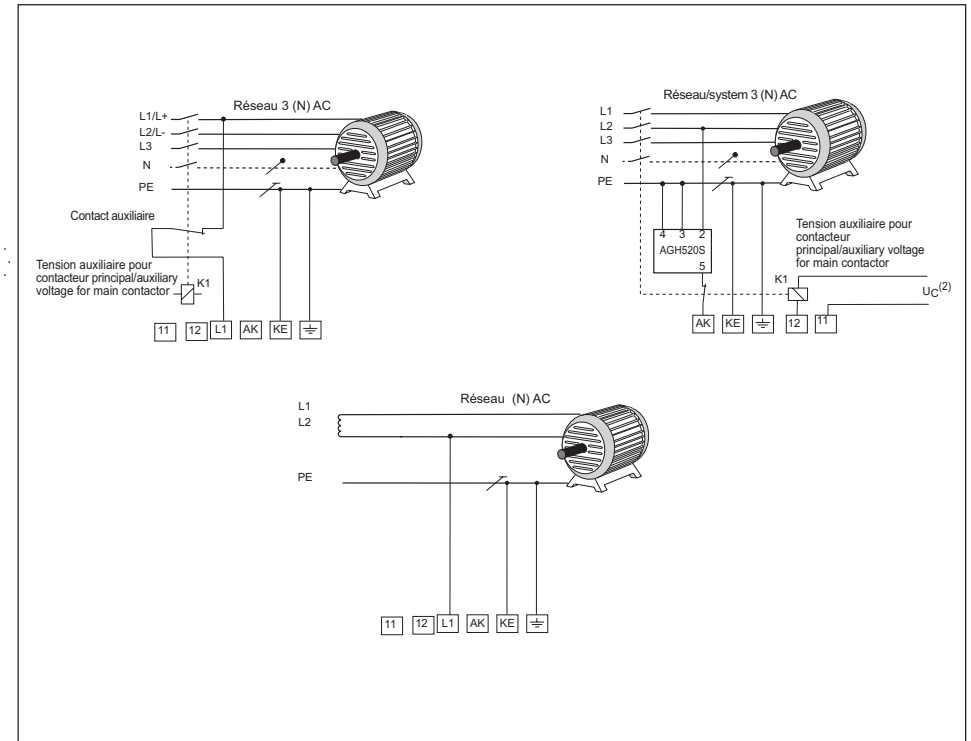 Réseau 3 (N) AC
L1/L+
L2/L-
L3
N
PE
Contact auxiliaire
Tension auxiliaire pour
contacteur principal/auxiliary
voltage for main contactor
K1
11 12 L1 AK KE
Réseau/system 3 (N) AC
L1
L2
L3
N
PE
4 3 2
AGH520S
5
Tension auxiliaire pour
contacteur
principal/auxiliary voltage
for main contactor
K1
UC(2)
AK KE 12 11
Réseau (N) AC
L1
L2
PE
11 12 L1 AK KE